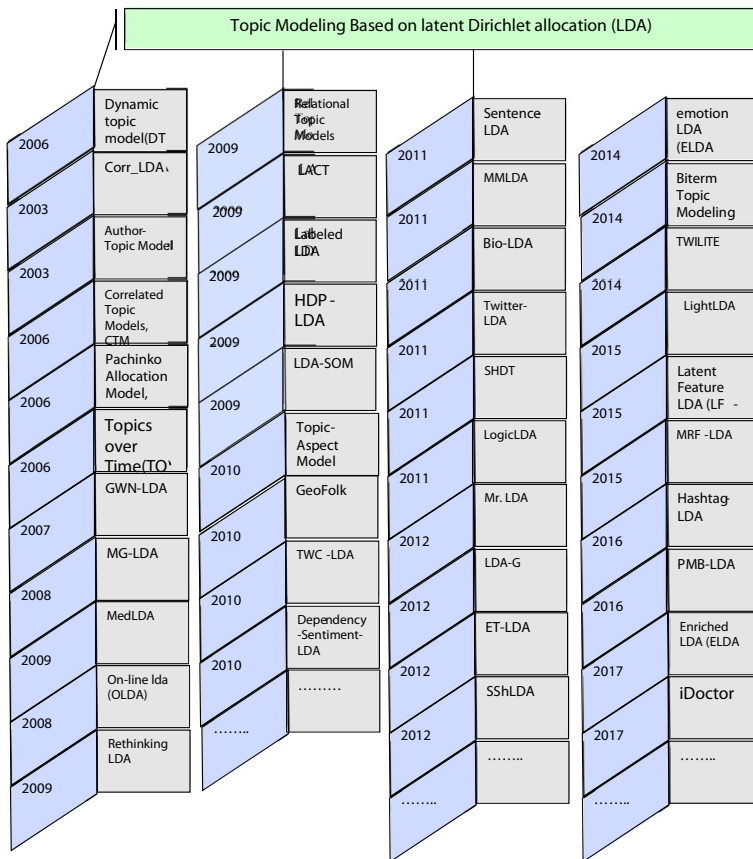 Topic Modeling Based on latent Dirichlet allocation (LDA)
2006
Dynamic
topic
model(DT
2003
Corr_LDA
2003
Author-
Topic Model
2006
Correlated
Topic
Models,
CTM
2006
Pachinko
Allocation
Model,
2006
Topics
over
Time(TO
2007
GWN-LDA
2008
MG-LDA
2009
MedLDA
2008
On-line lda
(OLDA)
2009
Rethinking
LDA
2009
Relational
Topic
Models
2009
LACT
2009
Labeled
LDA
2009
HDP -
LDA
2009
LDA-SOM
2010
Topic-
Aspect
Model
2010
GeoFolk
2010
TWC -LDA
2010
Dependency
-Sentiment-
LDA
……..
………
2011
Sentence
LDA
2011
MMLDA
2011
Bio-LDA
2011
Twitter-
LDA
2011
SHDT
2011
LogicLDA
2012
Mr. LDA
2012
LDA-G
2012
ET-LDA
2012
SShLDA
……..
……..
2014
emotion
LDA
(ELDA
2014
Biterm
Topic
Modeling
2014
TWILITE
2015
LightLDA
2015
Latent
Feature
LDA (LF -
2015
MRF -LDA
2016
Hashtag-
LDA
2016
PMB-LDA
2017
Enriched
LDA (ELDA
2017
iDoctor
……..
……..